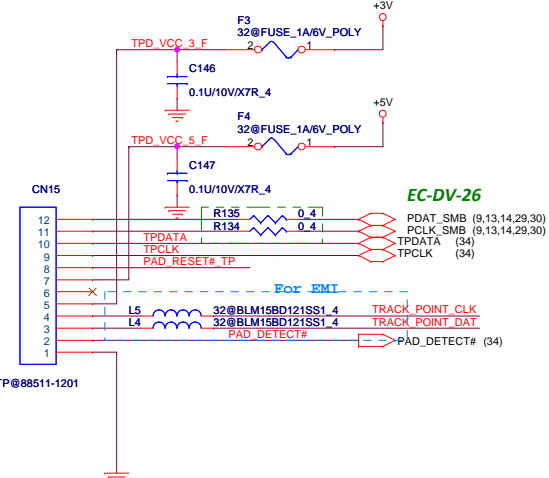 +3V
F3
32@FUSE_1A/6V_POLY
TPD_VCC_3_F
2
1
C146
0.1U/10V/X7R_4
+5V
F4
32@FUSE_1A/6V_POLY
TPD_VCC_5_F
2
1
C147
0.1U/10V/X7R_4
CN15
EC-DV-26
12
R135
0_4
PDAT_SMB (9,13,14,29,30)
11
R134
0_4
PCLK_SMB (9,13,14,29,30)
10
TPDATA
TPDATA (34)
9
TPCLK
TPCLK (34)
8
PAD_RESET#_TP
7
6
For EMI
5
4
L5
32@BLM15BD121SS1_4
TRACK_POINT_CLK
3
L4
32@BLM15BD121SS1_4
TRACK_POINT_DAT
2
PAD_DETECT#
PAD_DETECT# (34)
1
TP@88511-1201